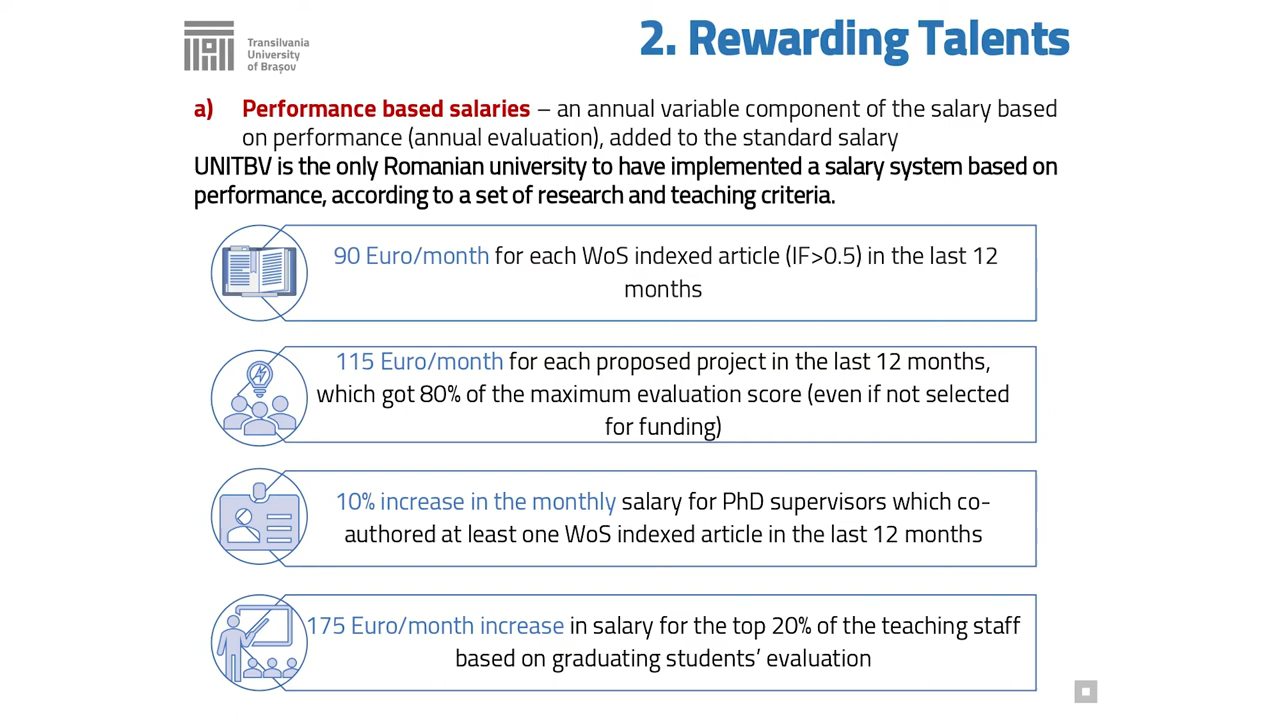 Transilvania
University
of Brașov
2. Rewarding Talents
a) Performance based salaries – an annual variable component of the salary based
on performance (annual evaluation), added to the standard salary
UNITBV is the only Romanian university to have implemented a salary system based on
performance, according to a set of research and teaching criteria.
90 Euro/month for each WoS indexed article (IF>0.5) in the last 12
months
115 Euro/month for each proposed project in the last 12 months,
which got 80% of the maximum evaluation score (even if not selected
for funding)
10% increase in the monthly salary for PhD supervisors which co-
authored at least one WoS indexed article in the last 12 months
175 Euro/month increase in salary for the top 20% of the teaching staff
based on graduating students’ evaluation